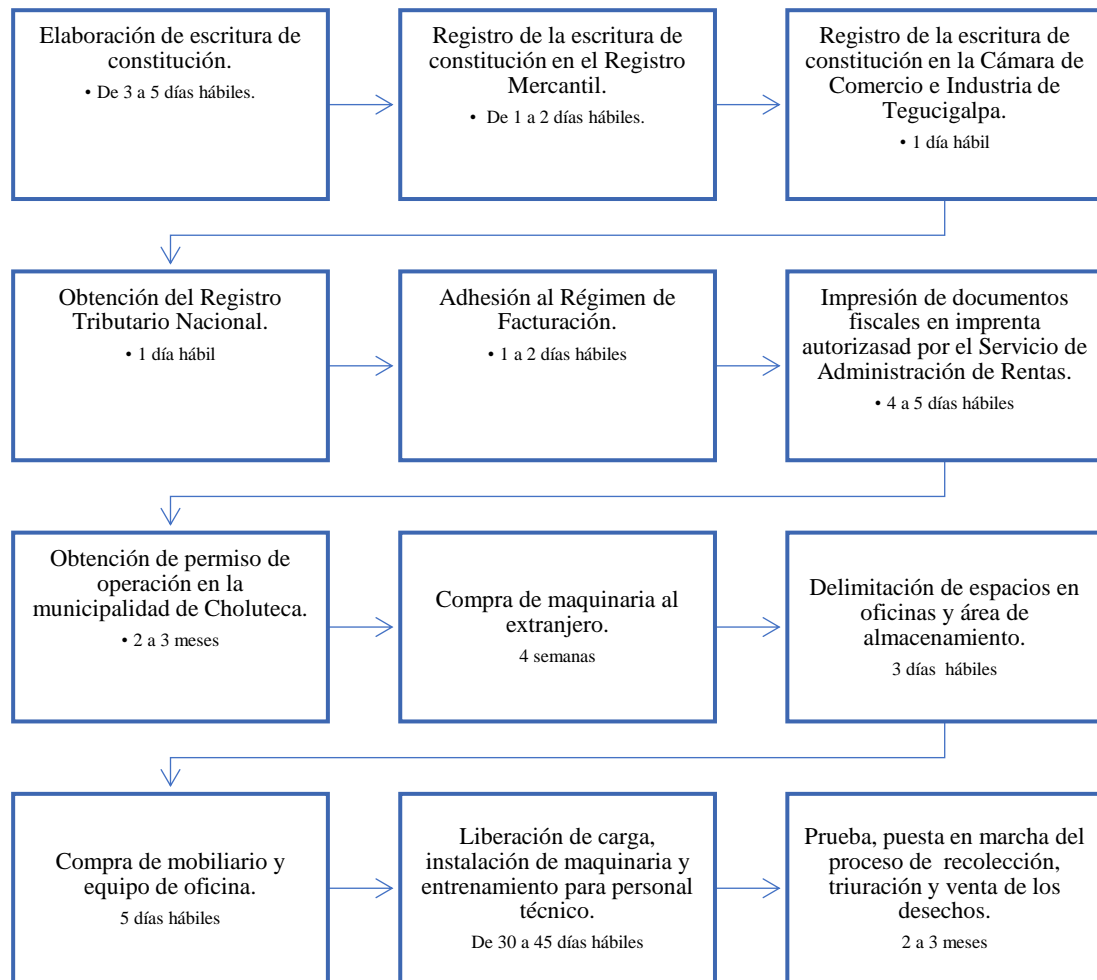 Elaboración de escritura de
constitución.
• De 3 a 5 días hábiles.
Registro de la escritura de
constitución en el Registro
Mercantil.
• De 1 a 2 días hábiles.
Registro de la escritura de
constitución en la Cámara de
Comercio e Industria de
Tegucigalpa.
• 1 día hábil
Obtención del Registro
Tributario Nacional.
• 1 día hábil
Adhesión al Régimen de
Facturación.
• 1 a 2 días hábiles
Impresión de documentos
fiscales en imprenta
autorizasad por el Servicio de
Administración de Rentas.
• 4 a 5 días hábiles
Obtención de permiso de
operación en la
municipalidad de Choluteca.
• 2 a 3 meses
Compra de maquinaria al
extranjero.
4 semanas
Delimitación de espacios en
oficinas y área de
almacenamiento.
3 días hábiles
Compra de mobiliario y
equipo de oficina.
5 días hábiles
Liberación de carga,
instalación de maquinaria y
entrenamiento para personal
técnico.
De 30 a 45 días hábiles
Prueba, puesta en marcha del
proceso de recolección,
triuración y venta de los
desechos.
2 a 3 meses